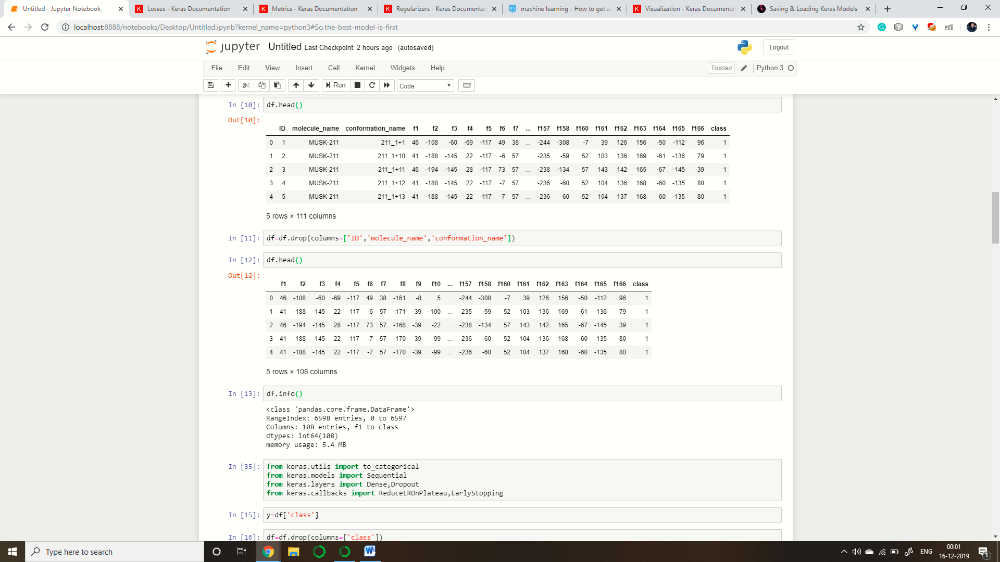 Untitled - Jupyter Notebook
Losses - Keras Documentation
Metrics - Keras Documentation
Regularizers - Keras Documentat
machine learning - How to get a
Visualization - Keras Documentat
Saving & Loading Keras Models
localhost:8888/notebooks/Desktop/Untitled.ipynb?kernel_name=python3#So,the-best-model-is-first
jupyter Untitled Last Checkpoint: 2 hours ago (autosaved)
Logout
File Edit View Insert Cell Kernel Widgets Help
Trusted Python 3
Run Code
In [10]: df.head()
Out[10]:
ID molecule_name conformation_name f1 f2 f3 f4 f5 f6 f7 ... f157 f158 f160 f161 f162 f163 f164 f165 f166 class
0 1 MUSK-211 211_1+1 46 -108 -60 -69 -117 49 38 ... -244 -308 -7 39 126 156 -50 -112 96 1
1 2 MUSK-211 211_1+10 41 -188 -145 22 -117 -6 57 ... -235 -59 52 103 136 169 -61 -136 79 1
2 3 MUSK-211 211_1+11 46 -194 -145 28 -117 73 57 ... -238 -134 57 143 142 165 -67 -145 39 1
3 4 MUSK-211 211_1+12 41 -188 -145 22 -117 -7 57 ... -236 -60 52 104 136 168 -60 -135 80 1
4 5 MUSK-211 211_1+13 41 -188 -145 22 -117 -7 57 ... -236 -60 52 104 137 168 -60 -135 80 1
5 rows × 111 columns
In [11]: df=df.drop(columns=['ID','molecule_name','conformation_name'])
In [12]: df.head()
Out[12]:
f1 f2 f3 f4 f5 f6 f7 f8 f9 f10 ... f157 f158 f160 f161 f162 f163 f164 f165 f166 class
0 46 -108 -60 -69 -117 49 38 -161 -8 5 ... -244 -308 -7 39 126 156 -50 -112 96 1
1 41 -188 -145 22 -117 -6 57 -171 -39 -100 ... -235 -59 52 103 136 169 -61 -136 79 1
2 46 -194 -145 28 -117 73 57 -168 -39 -22 ... -238 -134 57 143 142 165 -67 -145 39 1
3 41 -188 -145 22 -117 -7 57 -170 -39 -99 ... -236 -60 52 104 136 168 -60 -135 80 1
4 41 -188 -145 22 -117 -7 57 -170 -39 -99 ... -236 -60 52 104 137 168 -60 -135 80 1
5 rows × 108 columns
In [13]: df.info()
<class 'pandas.core.frame.DataFrame'>
RangeIndex: 6598 entries, 0 to 6597
Columns: 108 entries, f1 to class
dtypes: int64(108)
memory usage: 5.4 MB
In [35]: from keras.utils import to_categorical
from keras.models import Sequential
from keras.layers import Dense,Dropout
from keras.callbacks import ReduceLROnPlateau,EarlyStopping
In [15]: y=df['class']
In [16]: df=df.drop(columns=['class'])
Type here to search
ENG
00:01
16-12-2019
1